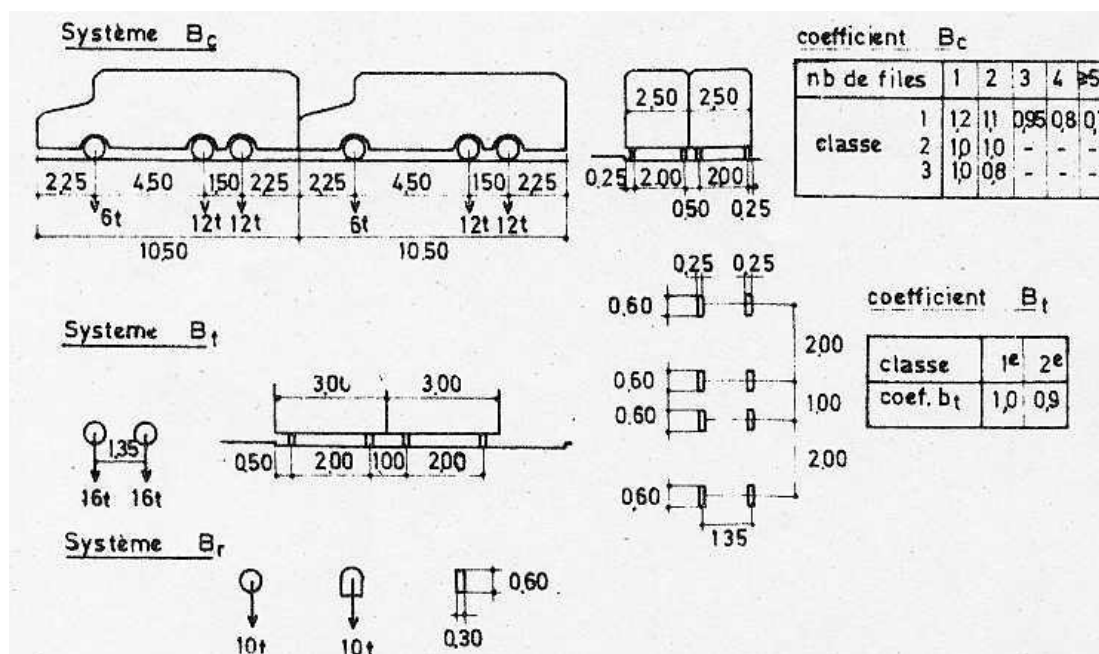 Système Bc
2,25 4,50 1,50 2,25 2,25 4,50 1,50 2,25
6t 12t 12t 6t 12t 12t
10,50 10,50
2,50 2,50
0,25 2,00 2,00
0,50 0,25
coefficient Bc
nb de files 1 2 3 4 ≥5
classe
1 1,2 1,1 0,95 0,8
2 1,0 1,0 - -
3 1,0 0,8 - -
Systeme Bt
1,35
16t 16t
3,00 3,00
0,50 2,00 1,00 2,00
0,25 0,25
0,60
2,00
0,60
1,00
0,60
2,00
0,60
1,35
coefficient Bt
classe 1e 2e
coef. bt 1,0 0,9
Système Br
10t 10t
0,60
0,30